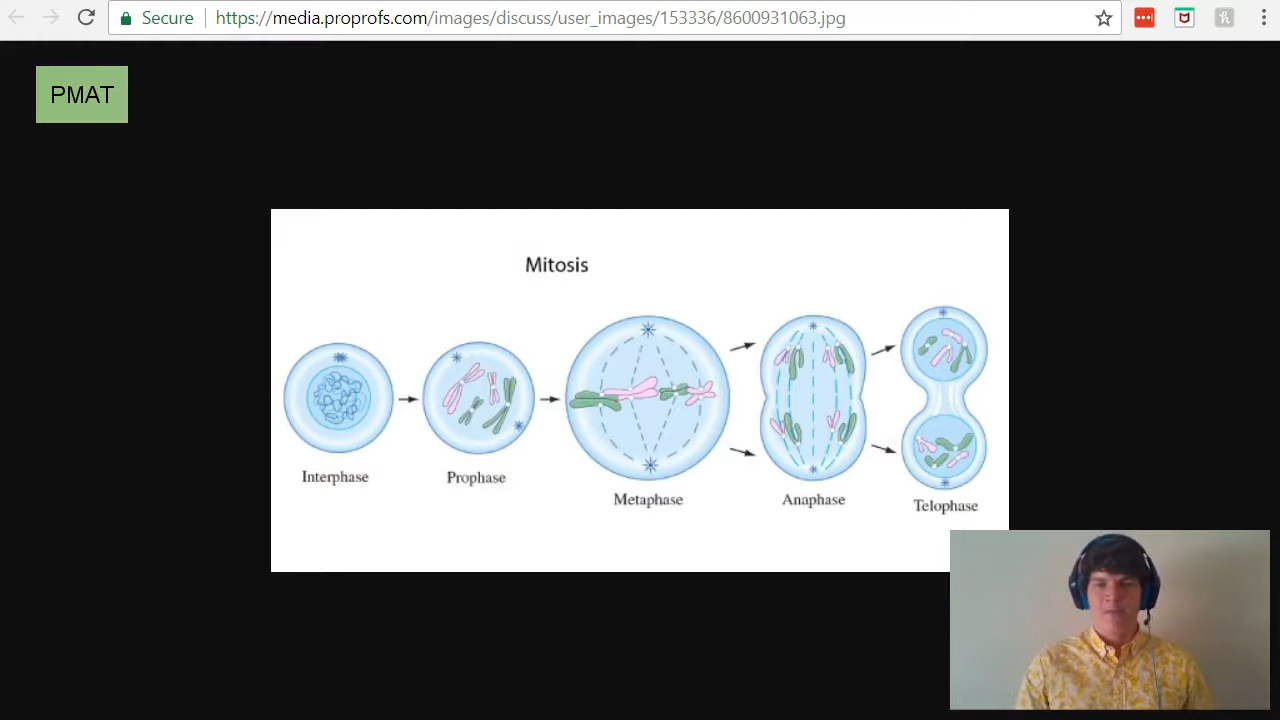 Secure https://media.proprofs.com/images/discuss/user_images/153336/8600931063.jpg
PMAT
Mitosis
Interphase
Prophase
Metaphase
Anaphase
Telophase